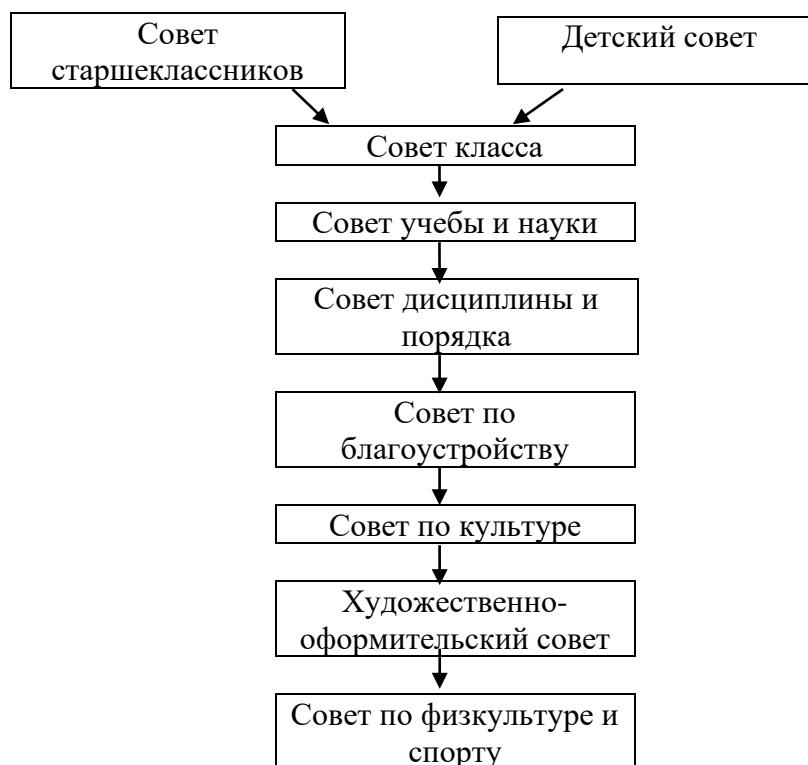 Совет
старшеклассников
Детский совет
Совет класса
Совет учебы и науки
Совет дисциплины и
порядка
Совет по
благоустройству
Совет по культуре
Художественно-
оформительский совет
Совет по физкультуре и
спорту